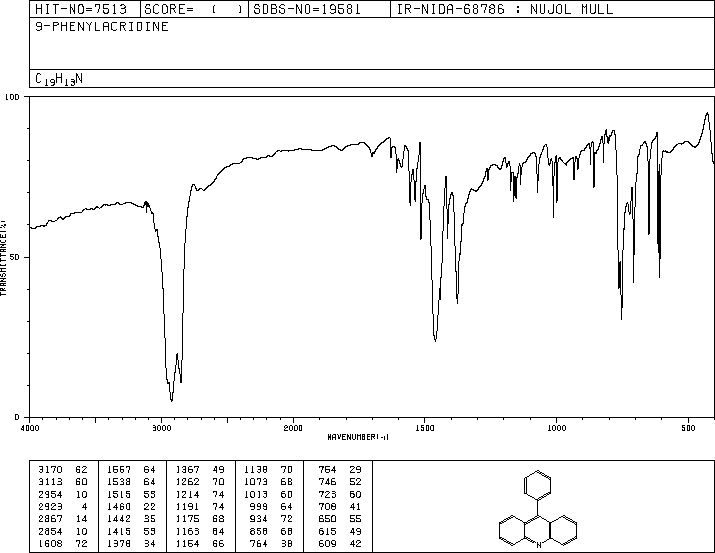 HIT-NO=7513 SCORE= ( ) SDBS-NO=19581 IR-NIDA-68786 : NUJOL MULL
9-PHENYLACRIDINE
C19H13N
100
50
0
TRANSMITTANCE(%)
4000 3000 2000 1500 1000 500
WAVENUMBER(-1)
3170 62 1567 64 1367 49 1138 70 754 29
3113 60 1538 64 1262 70 1073 68 746 52
2954 10 1515 55 1214 74 1013 60 723 60
2923 4 1460 22 1191 74 999 64 708 41
2867 14 1442 35 1175 68 934 72 650 55
2854 10 1415 55 1163 64 858 68 615 49
1608 72 1378 34 1154 66 764 38 609 42
N